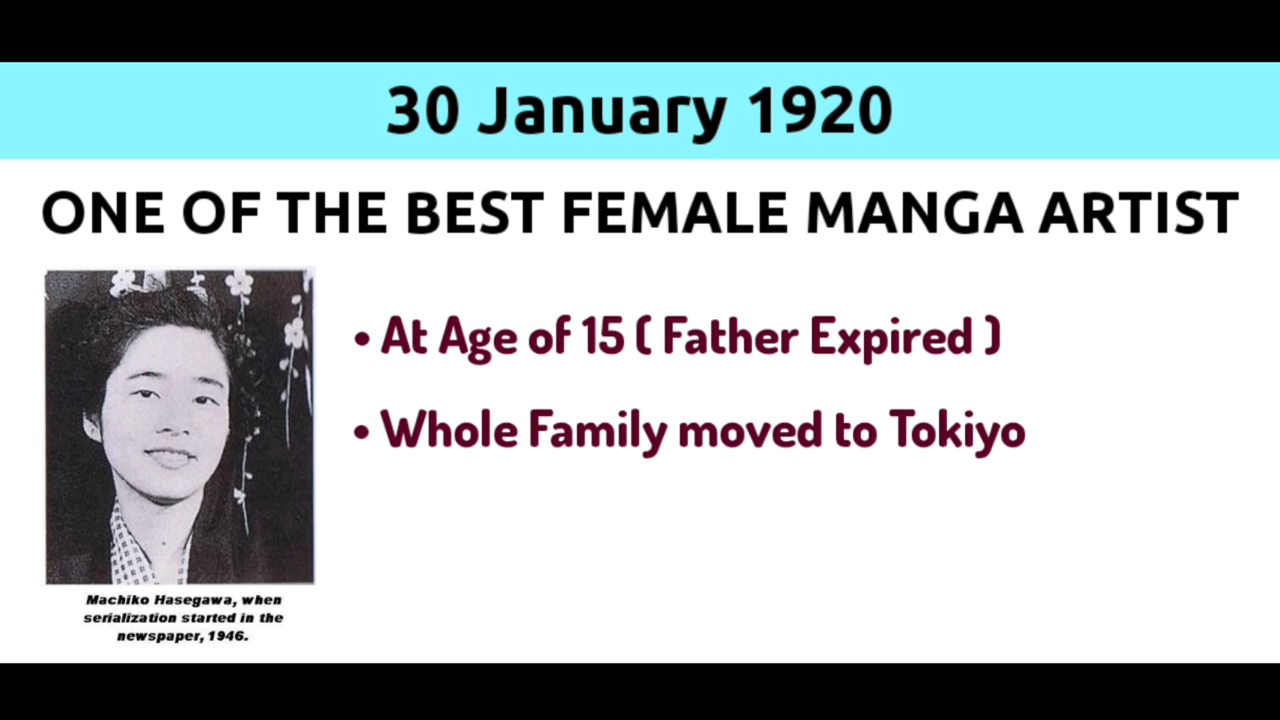 30 January 1920
ONE OF THE BEST FEMALE MANGA ARTIST
• At Age of 15 ( Father Expired )
• Whole Family moved to Tokiyo
Machiko Hasegawa, when
serialization started in the
newspaper, 1946.